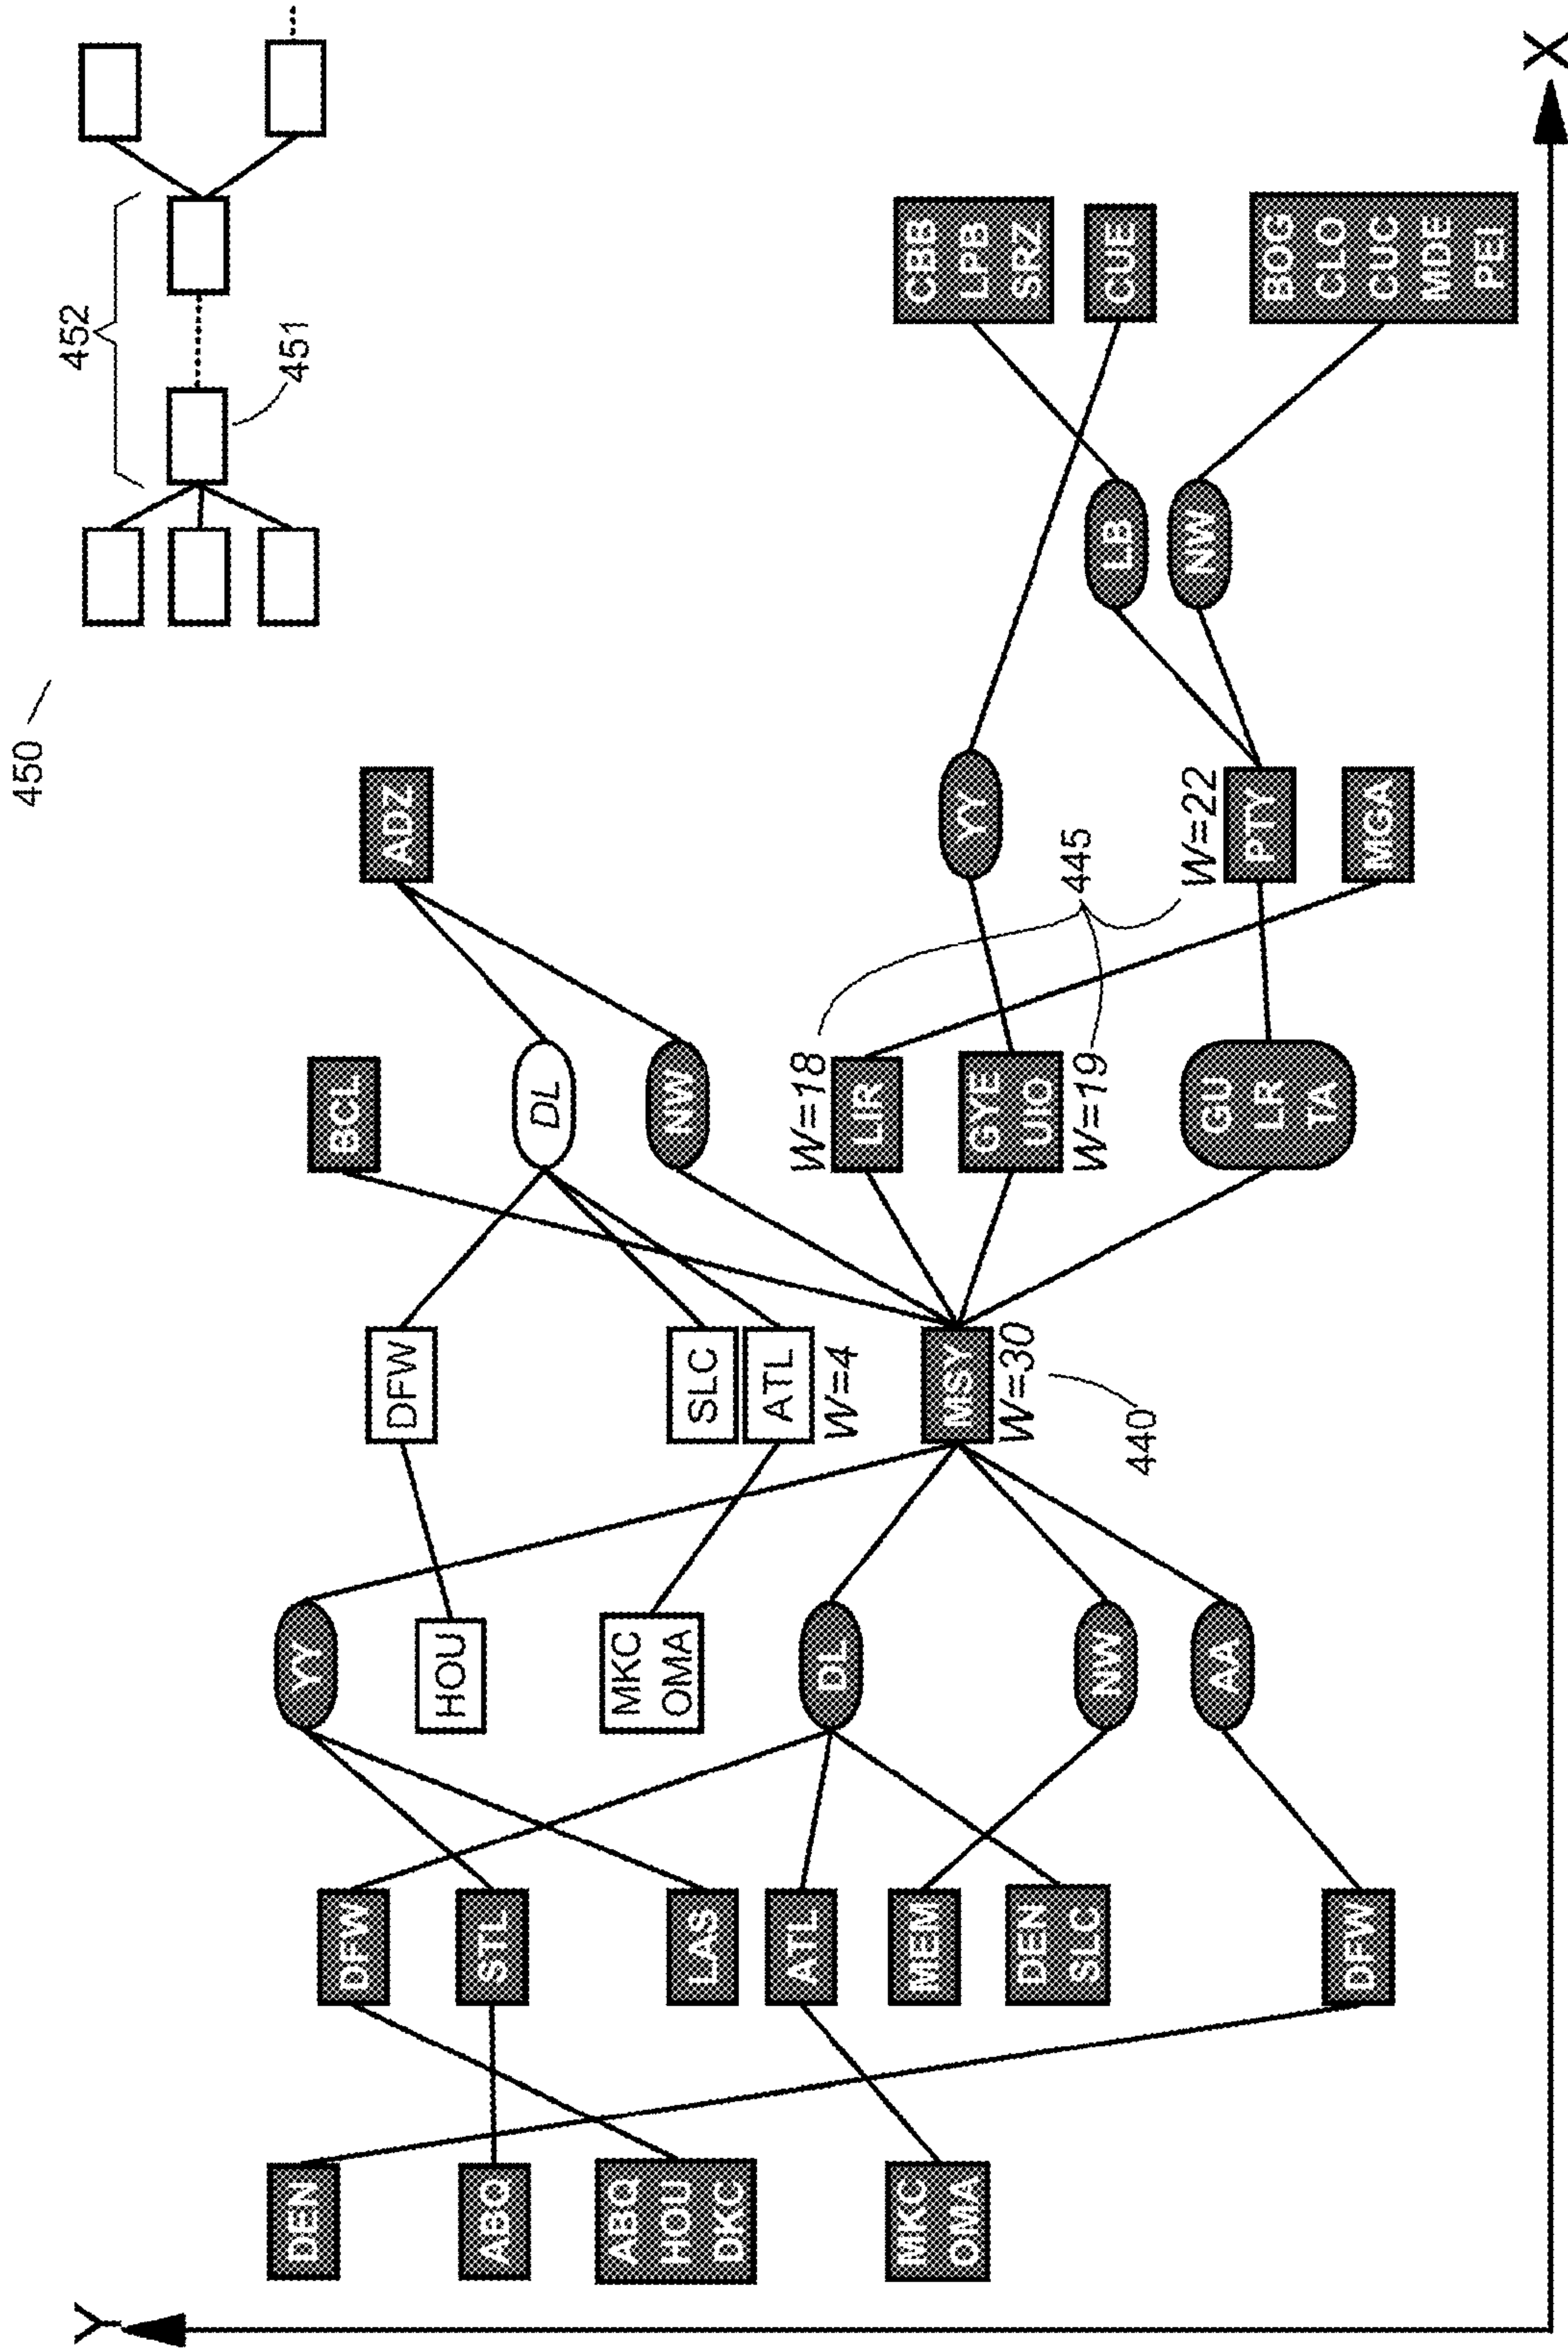 Y
450
452
451
DEN
ABQ
ABQ
HOU
DKC
MKC
OMA
DFW
STL
LAS
ATL
MEM
DEN
SLC
DFW
YY
HOU
MKC
OMA
DL
NW
AA
DFW
SLC
ATL
W=4
MSY
W=30
440
BCL
DL
NW
W=18
LIR
GYE
UIO
W=19
GU
LR
TA
ADZ
YY
445
W=22
PTY
MGA
LB
NW
CBB
LPB
SRZ
CUE
BOG
CLO
CUC
MDE
PEI
X